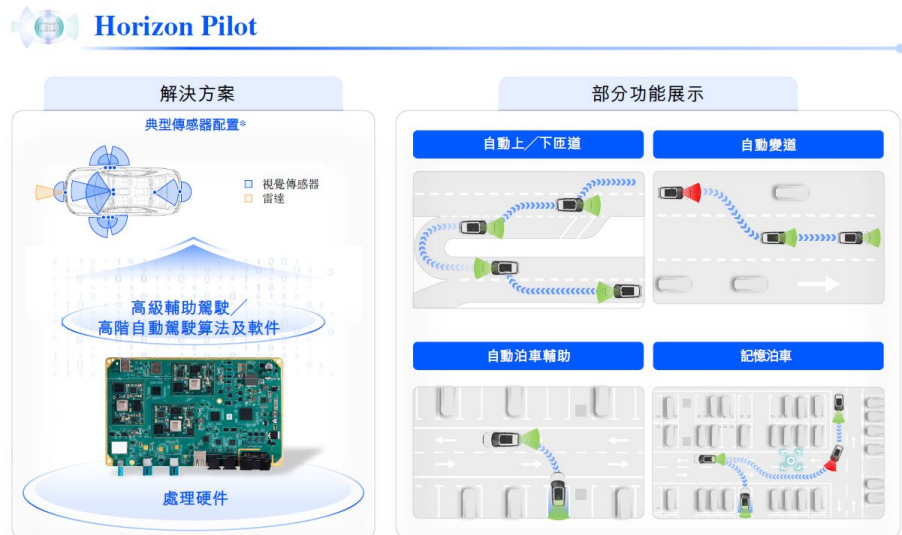 Horizon Pilot
解決方案
典型傳感器配置*
視覺傳感器
雷達
高級輔助駕駛╱
高階自動駕駛算法及軟件
處理硬件
部分功能展示
自動上╱下匝道
自動變道
自動泊車輔助
記憶泊車